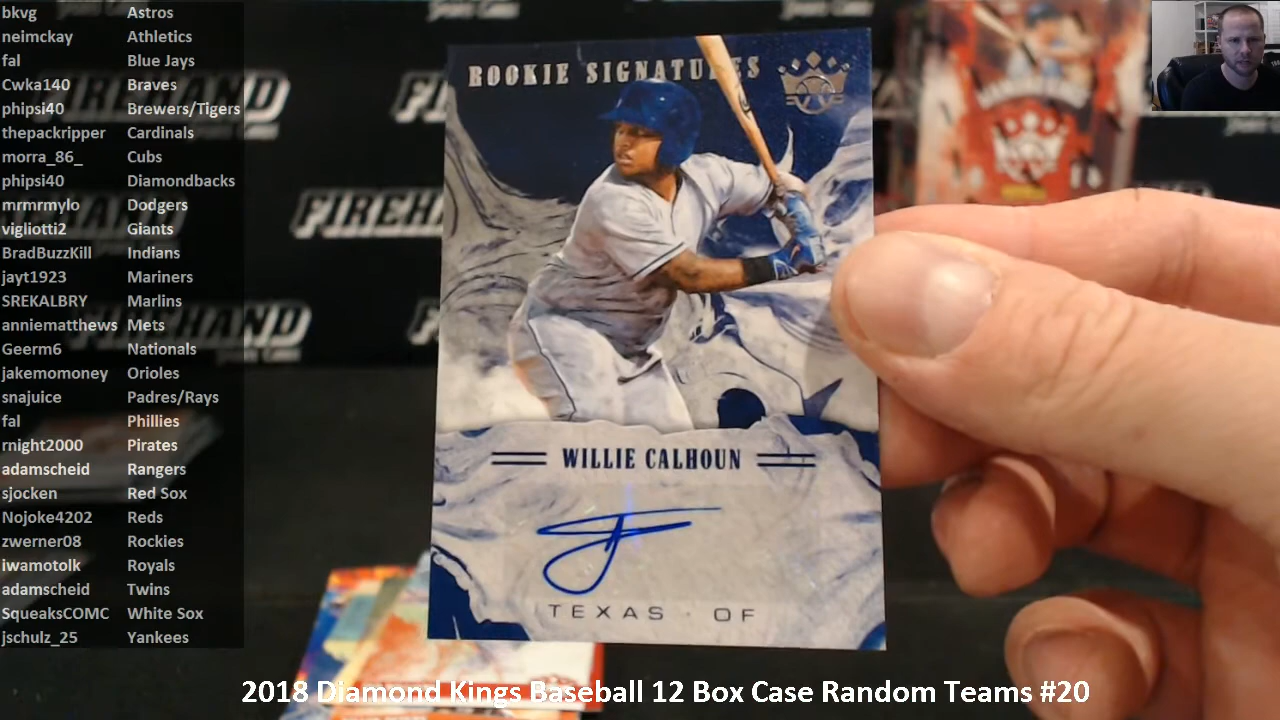 bkvg Astros
neimckay Athletics
fal Blue Jays
Cwka140 Braves
phipsi40 Brewers/Tigers
thepackripper Cardinals
morra_86_ Cubs
phipsi40 Diamondbacks
mrmrmylo Dodgers
vigliotti2 Giants
BradBuzzKill Indians
jayt1923 Mariners
SREKALBRY Marlins
anniematthews Mets
Geerm6 Nationals
jakemomoney Orioles
snajuice Padres/Rays
fal Phillies
rnight2000 Pirates
adamscheid Rangers
sjocken Red Sox
Nojoke4202 Reds
zwerner08 Rockies
iwamotolk Royals
adamscheid Twins
SqueaksCOMC White Sox
jschulz_25 Yankees
ROOKIE SIGNATURES
WILLIE CALHOUN
TEXAS · OF
2018 Diamond Kings Baseball 12 Box Case Random Teams #20